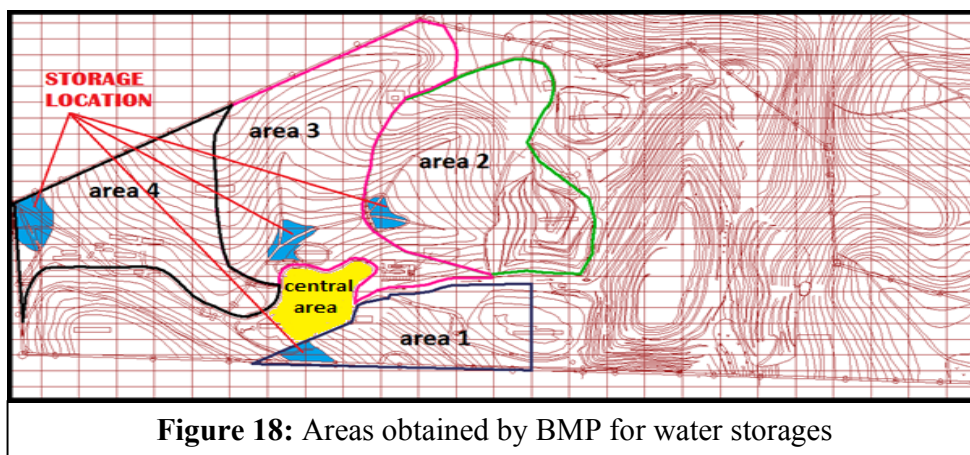 STORAGE
LOCATION
area 3
area 2
area 4
central
area
area 1
Figure 18: Areas obtained by BMP for water storages